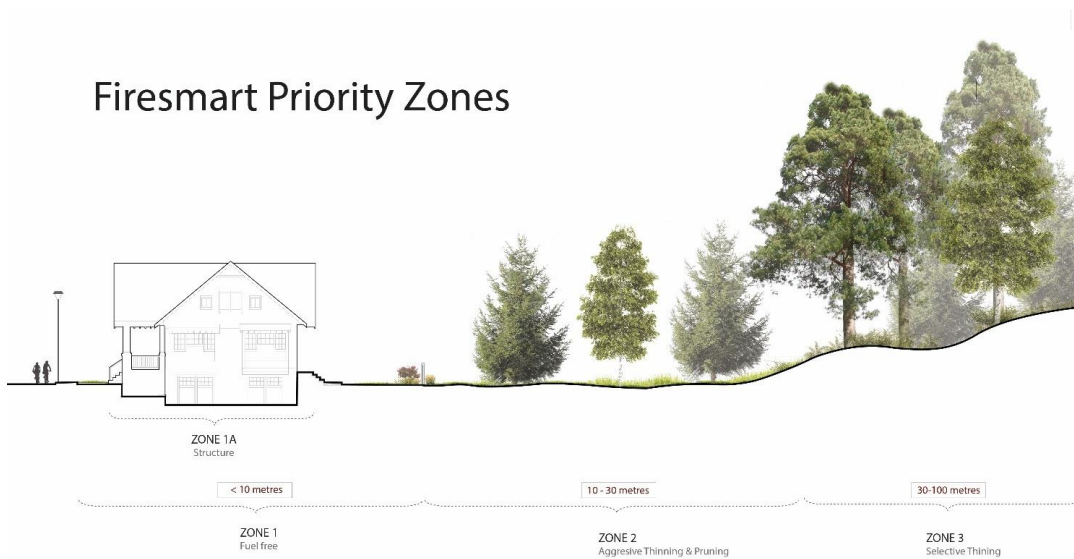 Firesmart Priority Zones
ZONE 1A
Structure
< 10 metres
10 - 30 metres
30-100 metres
ZONE 1
Fuel free
ZONE 2
Aggresive Thinning & Pruning
ZONE 3
Selective Thining